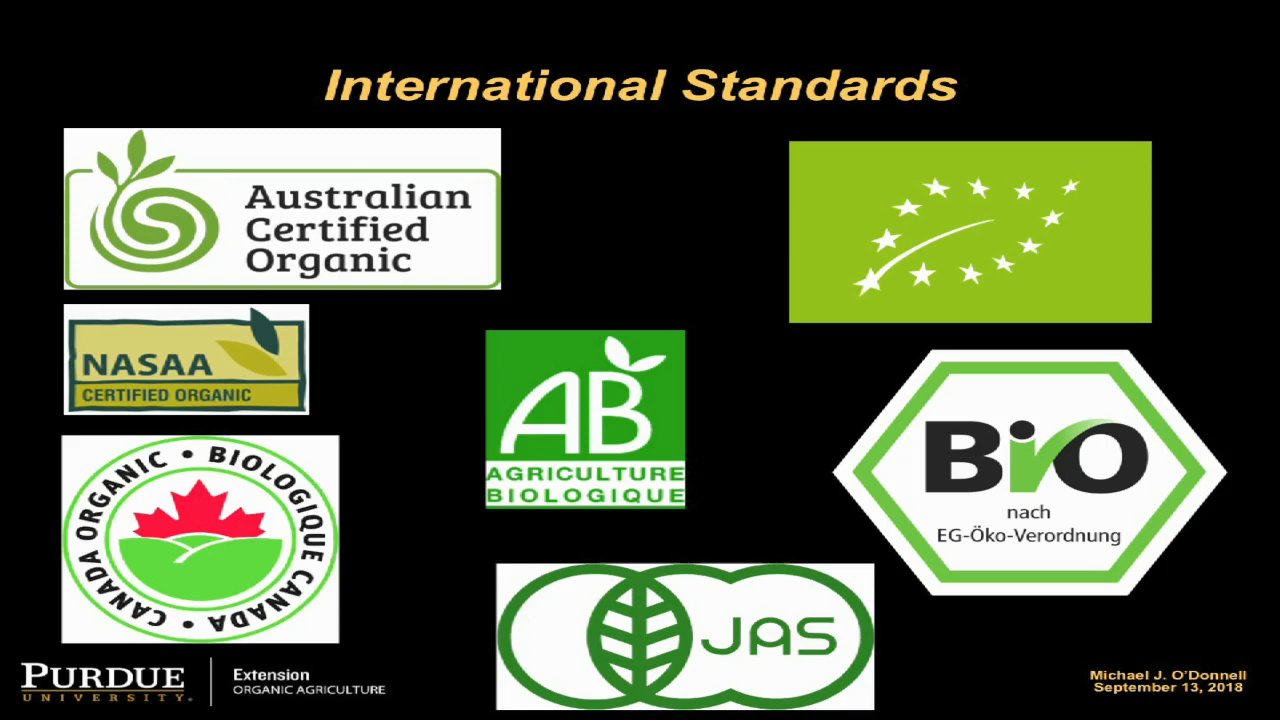 International Standards
Australian
Certified
Organic
NASAA
CERTIFIED ORGANIC
AB
AGRICULTURE
BIOLOGIQUE
BiO
nach
EG-Öko-Verordnung
CANADA ORGANIC • BIOLOGIQUE CANADA •
JAS
PURDUE
UNIVERSITY.
Extension
ORGANIC AGRICULTURE
Michael J. O'Donnell
September 13, 2018